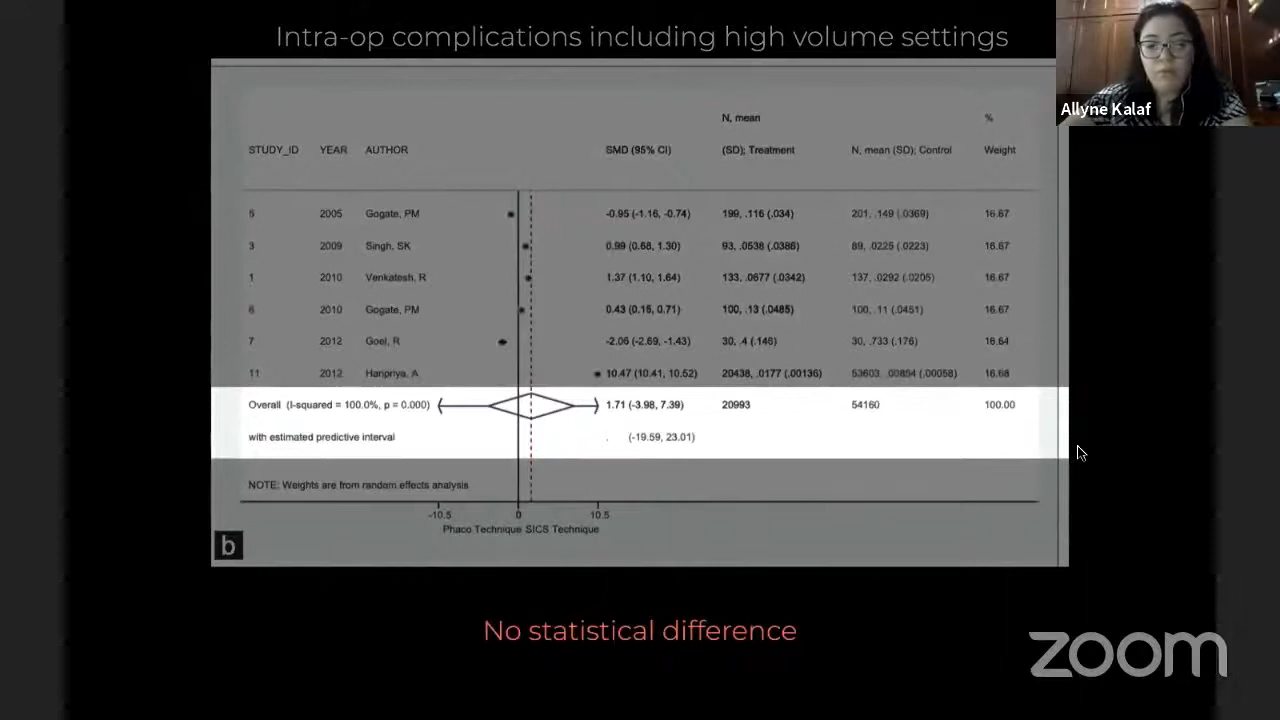 Intra-op complications including high volume settings
Allyne Kalaf
N, mean %
STUDY_ID YEAR AUTHOR SMD (95% CI) (SD); Treatment N, mean (SD); Control Weight
2005 Gogate, PM -0.95 (-1.16, -0.74) 199, .116 (.034) 201, .149 (.0369) 16.67
3 2009 Singh, SK 0.99 (0.68, 1.30) 93, .0538 (.0386) 89, .0225 (.0223) 16.67
1 2010 Venkatesh, R 1.37 (1.10, 1.64) 133, .0677 (.0342) 137, .0292 (.0205) 16.67
6 2010 Gogate, PM 0.43 (0.15, 0.71) 100, .13 (.0485) 100, .11 (.0451) 16.67
7 2012 Goel, R -2.06 (-2.69, -1.43) 30, .4 (.148) 30, .733 (.176) 16.64
11 2012 Haripriya, A 10.47 (10.41, 10.52) 20438, .0177 (.00136) 53603, .00854 (.00058) 16.68
Overall (I-squared = 100.0%, p = 0.000) 1.71 (-3.98, 7.39) 20993 54160 100.00
with estimated predictive interval . (-19.59, 23.01)
NOTE: Weights are from random effects analysis
-10.5 0 10.5
Phaco Technique SICS Technique
b
No statistical difference
zoom